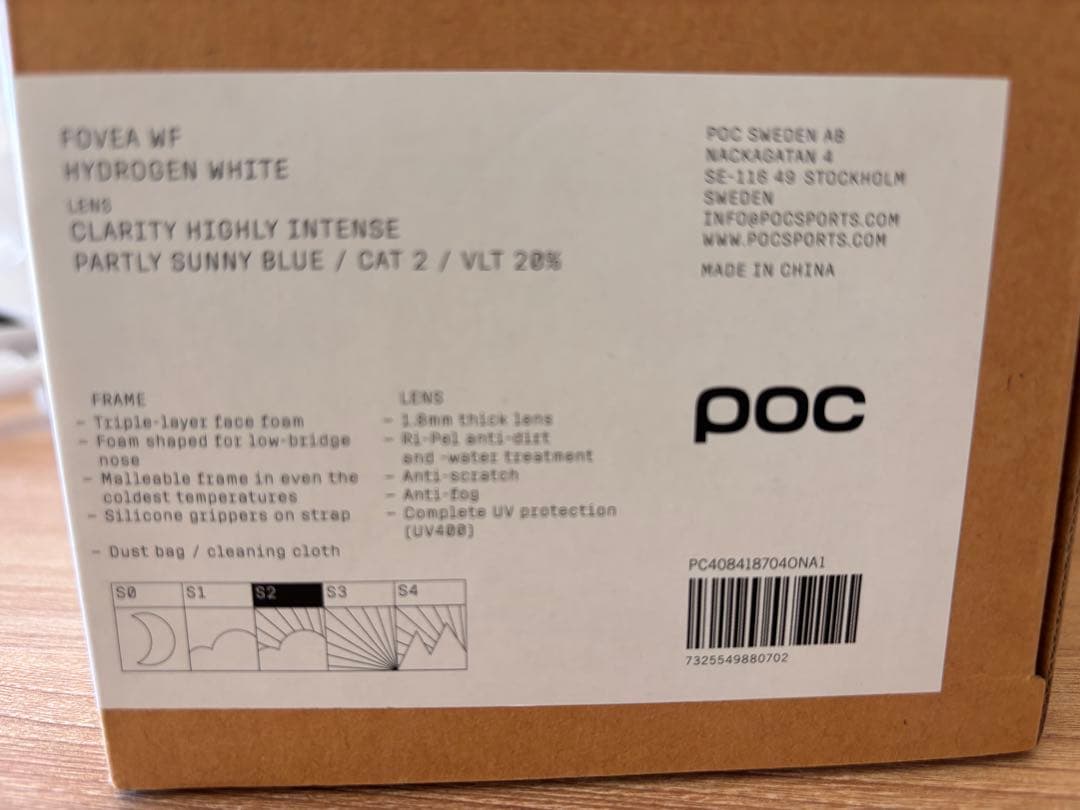 FOVEA WF
HYDROGEN WHITE
LENS
CLARITY HIGHLY INTENSE
PARTLY SUNNY BLUE / CAT 2 / VLT 20%
POC SWEDEN AB
NACKAGATAN 4
SE-116 49 STOCKHOLM
SWEDEN
INFO@POCSPORTS.COM
WWW.POCSPORTS.COM
MADE IN CHINA
FRAME
- Triple-layer face foam
- Foam shaped for low-bridge
nose
- Malleable frame in even the
coldest temperatures
- Silicone grippers on strap
- Dust bag / cleaning cloth
LENS
- 1.8mm thick lens
- Ri-Pel anti-dirt
and -water treatment
- Anti-scratch
- Anti-fog
- Complete UV protection
(UV400)
POC
S0 S1 S2 S3 S4
PC4084187040NA1
7325549880702